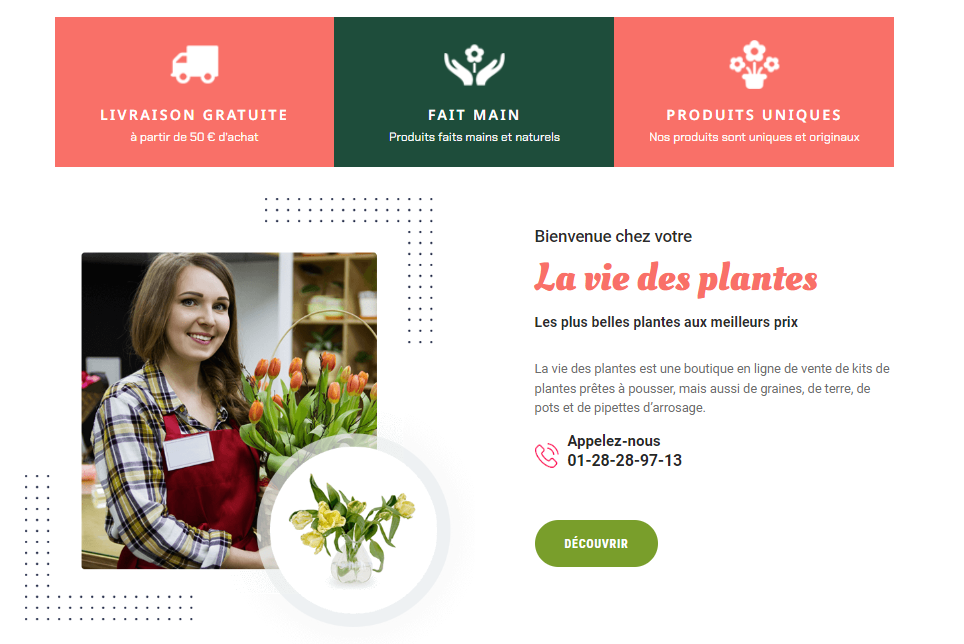 LIVRAISON GRATUITE
à partir de 50 € d'achat
FAIT MAIN
Produits faits mains et naturels
PRODUITS UNIQUES
Nos produits sont uniques et originaux
Bienvenue chez votre
La vie des plantes
Les plus belles plantes aux meilleurs prix
La vie des plantes est une boutique en ligne de vente de kits de
plantes prêtes à pousser, mais aussi de graines, de terre, de
pots et de pipettes d'arrosage.
Appelez-nous
01-28-28-97-13
DÉCOUVRIR